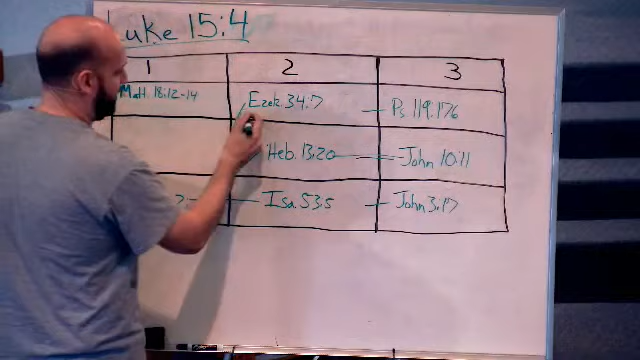 Luke 15:4
1 2 3
Matt. 18:12-14 Ezek. 34:7 Ps 119:176
Heb. 13:20 John 10:11
Isa. 53:5 John 3:17